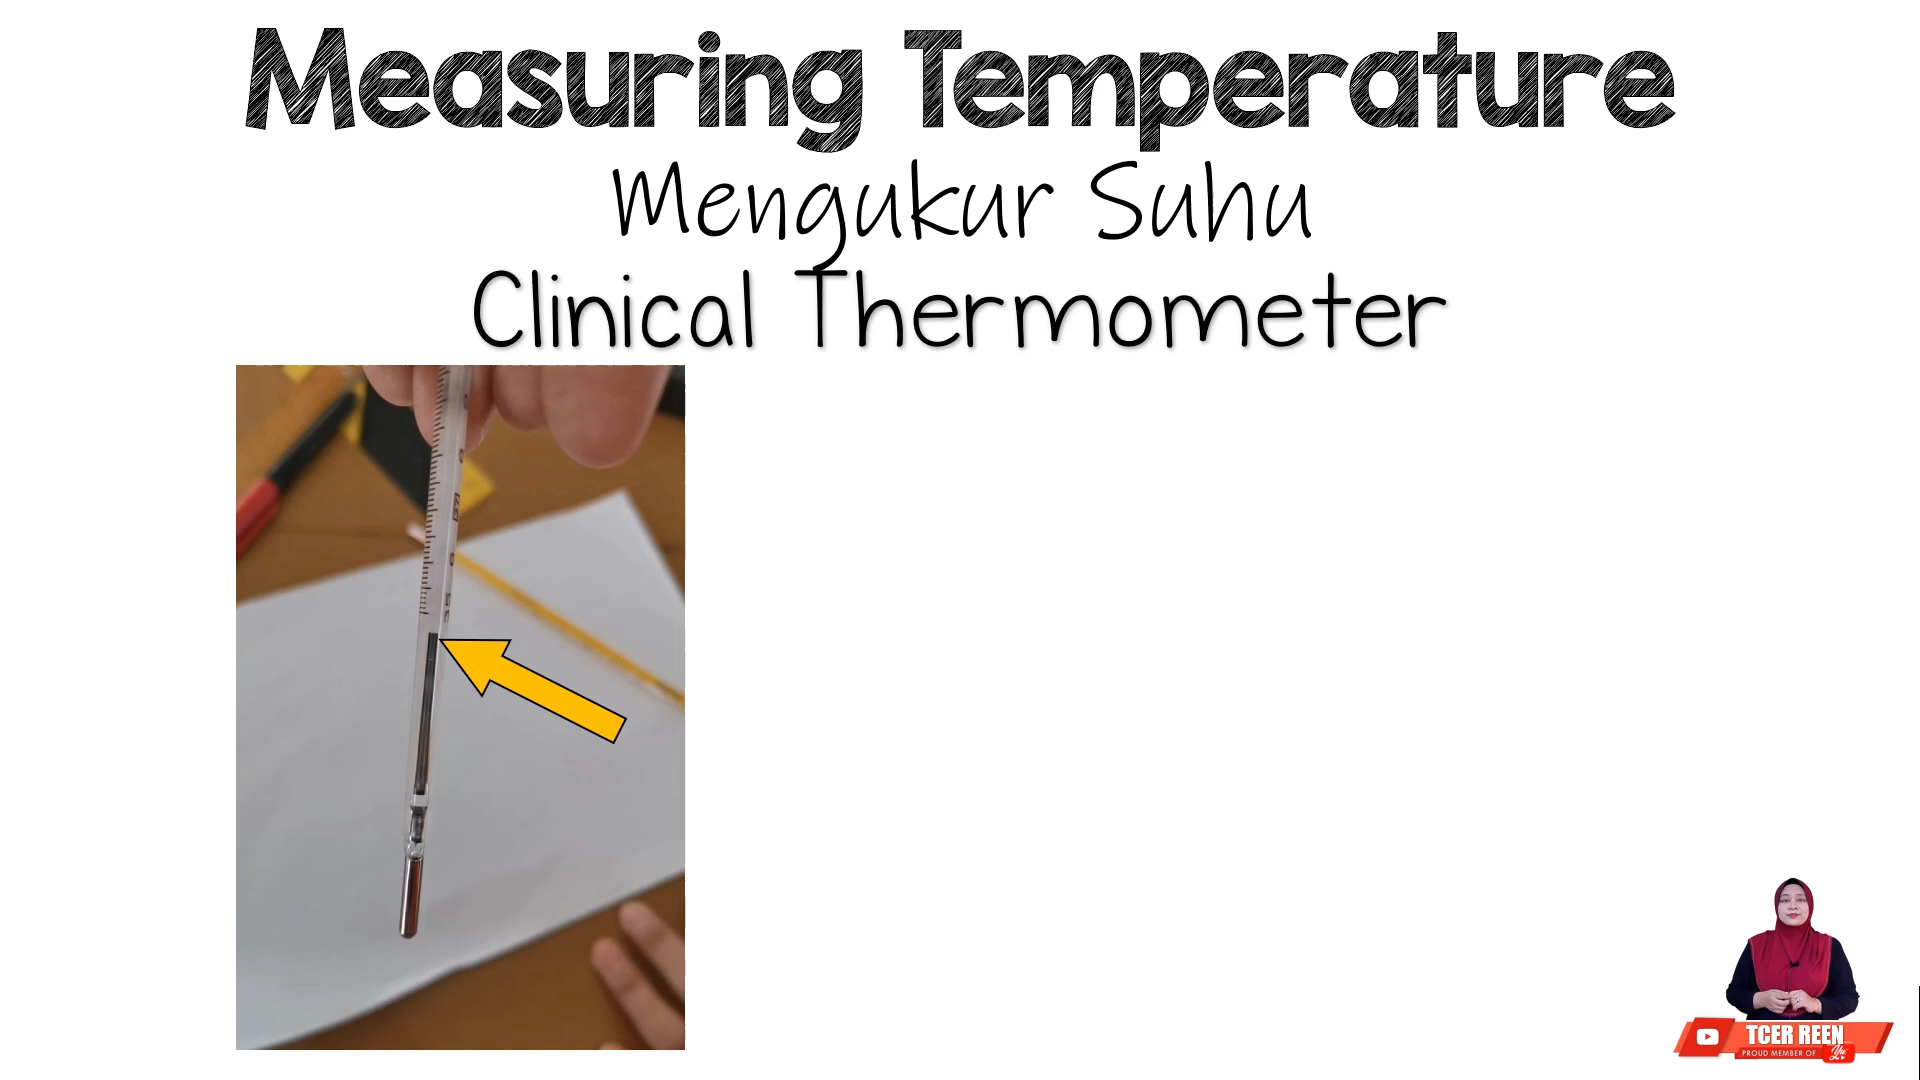 Measuring Temperature
Mengukur Suhu
Clinical Thermometer
TCER REEN
PROUD MEMBER OF